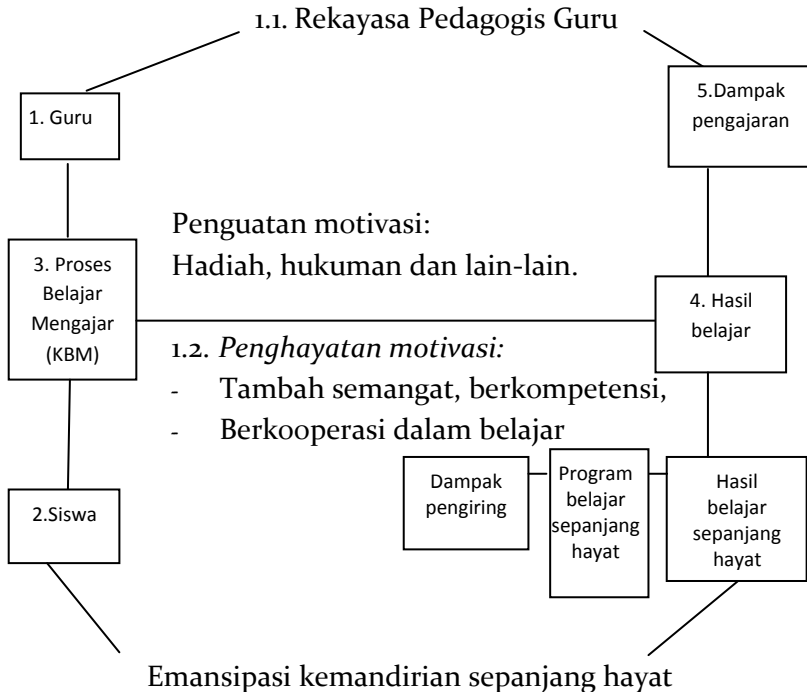 1.1. Rekayasa Pedagogis Guru
1. Guru
5.Dampak
pengajaran
Penguatan motivasi:
Hadiah, hukuman dan lain-lain.
3. Proses
Belajar
Mengajar
(KBM)
4. Hasil
belajar
1.2. Penghayatan motivasi:
- Tambah semangat, berkompetensi,
- Berkooperasi dalam belajar
2.Siswa
Dampak
pengiring
Program
belajar
sepanjang
hayat
Hasil
belajar
sepanjang
hayat
Emansipasi kemandirian sepanjang hayat